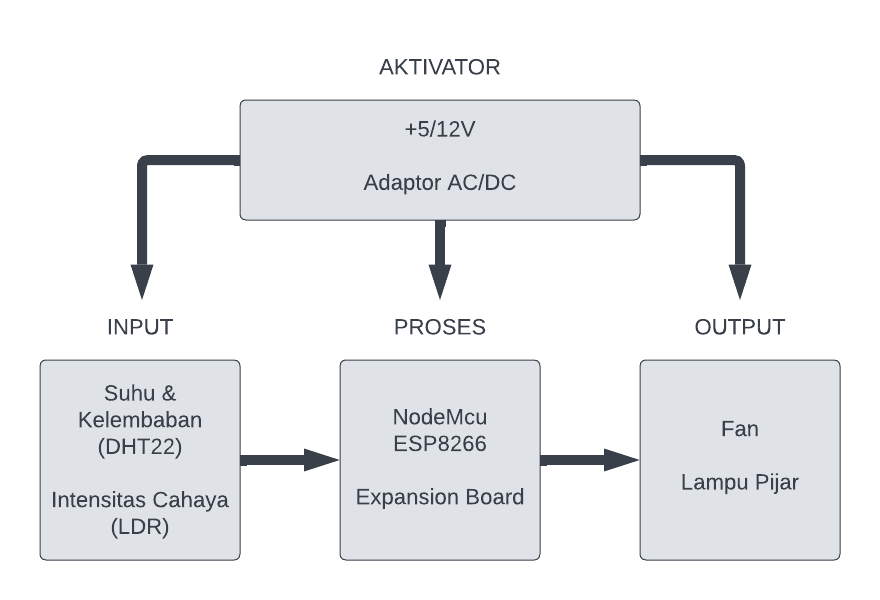 AKTIVATOR
+5/12V
Adaptor AC/DC
INPUT
PROSES
OUTPUT
Suhu &
Kelembaban
(DHT22)
Intensitas Cahaya
(LDR)
NodeMcu
ESP8266
Expansion Board
Fan
Lampu Pijar